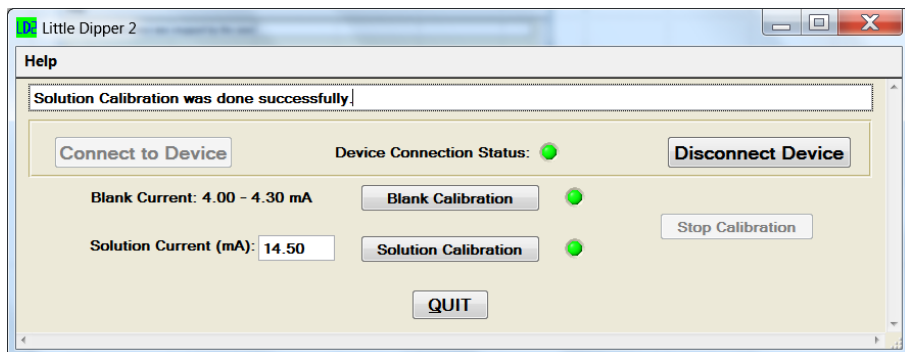 LD2 Little Dipper 2
Help
Solution Calibration was done successfully.
Connect to Device
Device Connection Status:
Disconnect Device
Blank Current: 4.00 - 4.30 mA
Blank Calibration
Stop Calibration
Solution Current (mA): 14.50
Solution Calibration
QUIT